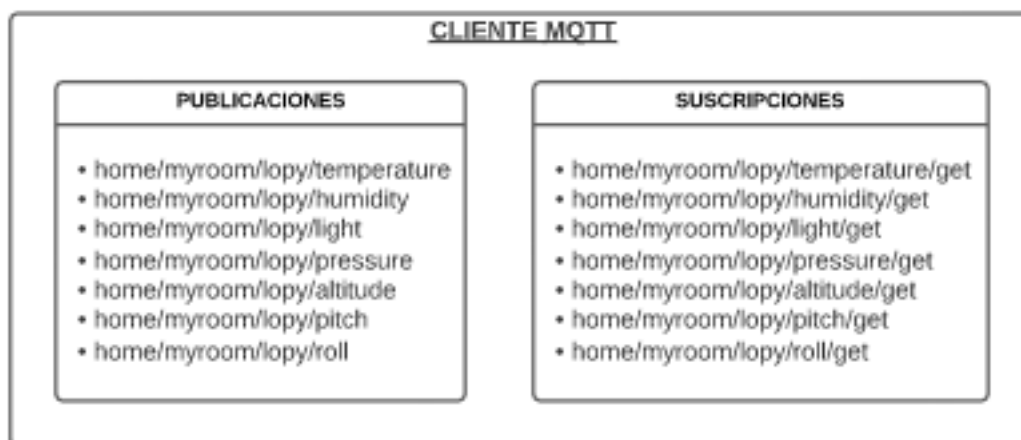 CLIENTE MQTT
PUBLICACIONES
• home/myroom/lopy/temperature
• home/myroom/lopy/humidity
• home/myroom/lopy/light
• home/myroom/lopy/pressure
• home/myroom/lopy/altitude
• home/myroom/lopy/pitch
• home/myroom/lopy/roll
SUSCRIPCIONES
• home/myroom/lopy/temperature/get
• home/myroom/lopy/humidity/get
• home/myroom/lopy/light/get
• home/myroom/lopy/pressure/get
• home/myroom/lopy/altitude/get
• home/myroom/lopy/pitch/get
• home/myroom/lopy/roll/get